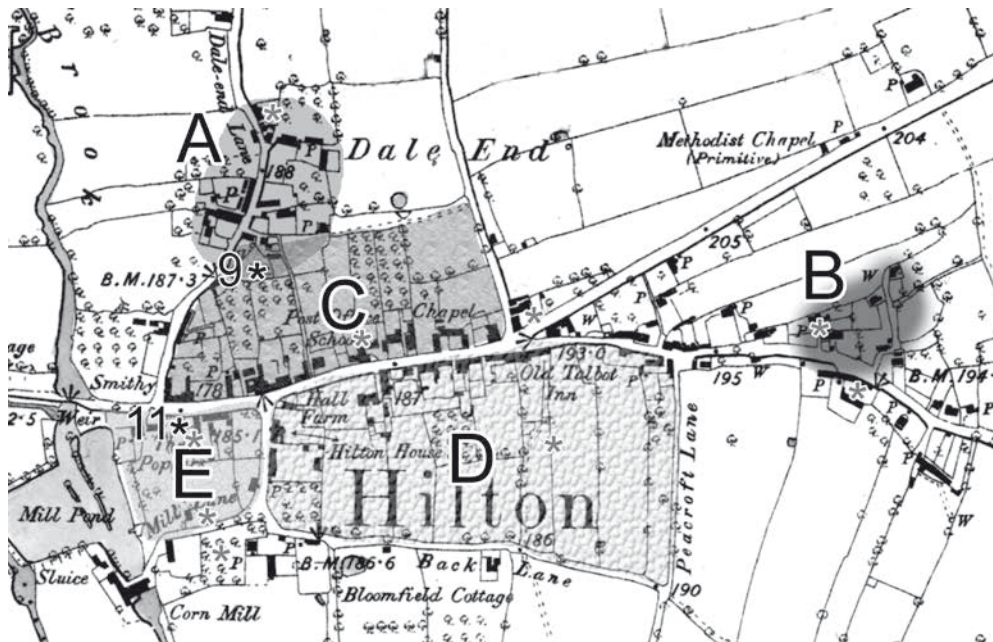 Brook
Dale-end
Lane
A
P
Dale End
Methodist Chapel
(Primitive)
P
P
204
188
P
205
B.M.187·3
9*
C
Post
School
Chapel
W
B
W
P
193·0
Smithy
178
Hall
Farm
187
Old Talbot
Inn
P
195
W
P
B.M.194
Weir
2·5
11*
185·1
E
Hilton House
D
Peacroft Lane
P
P
Mill Lane
Hilton
Mill Pond
W
186
Sluice
P
B.M.186·6
Back Lane
190
Corn Mill
Bloomfield Cottage